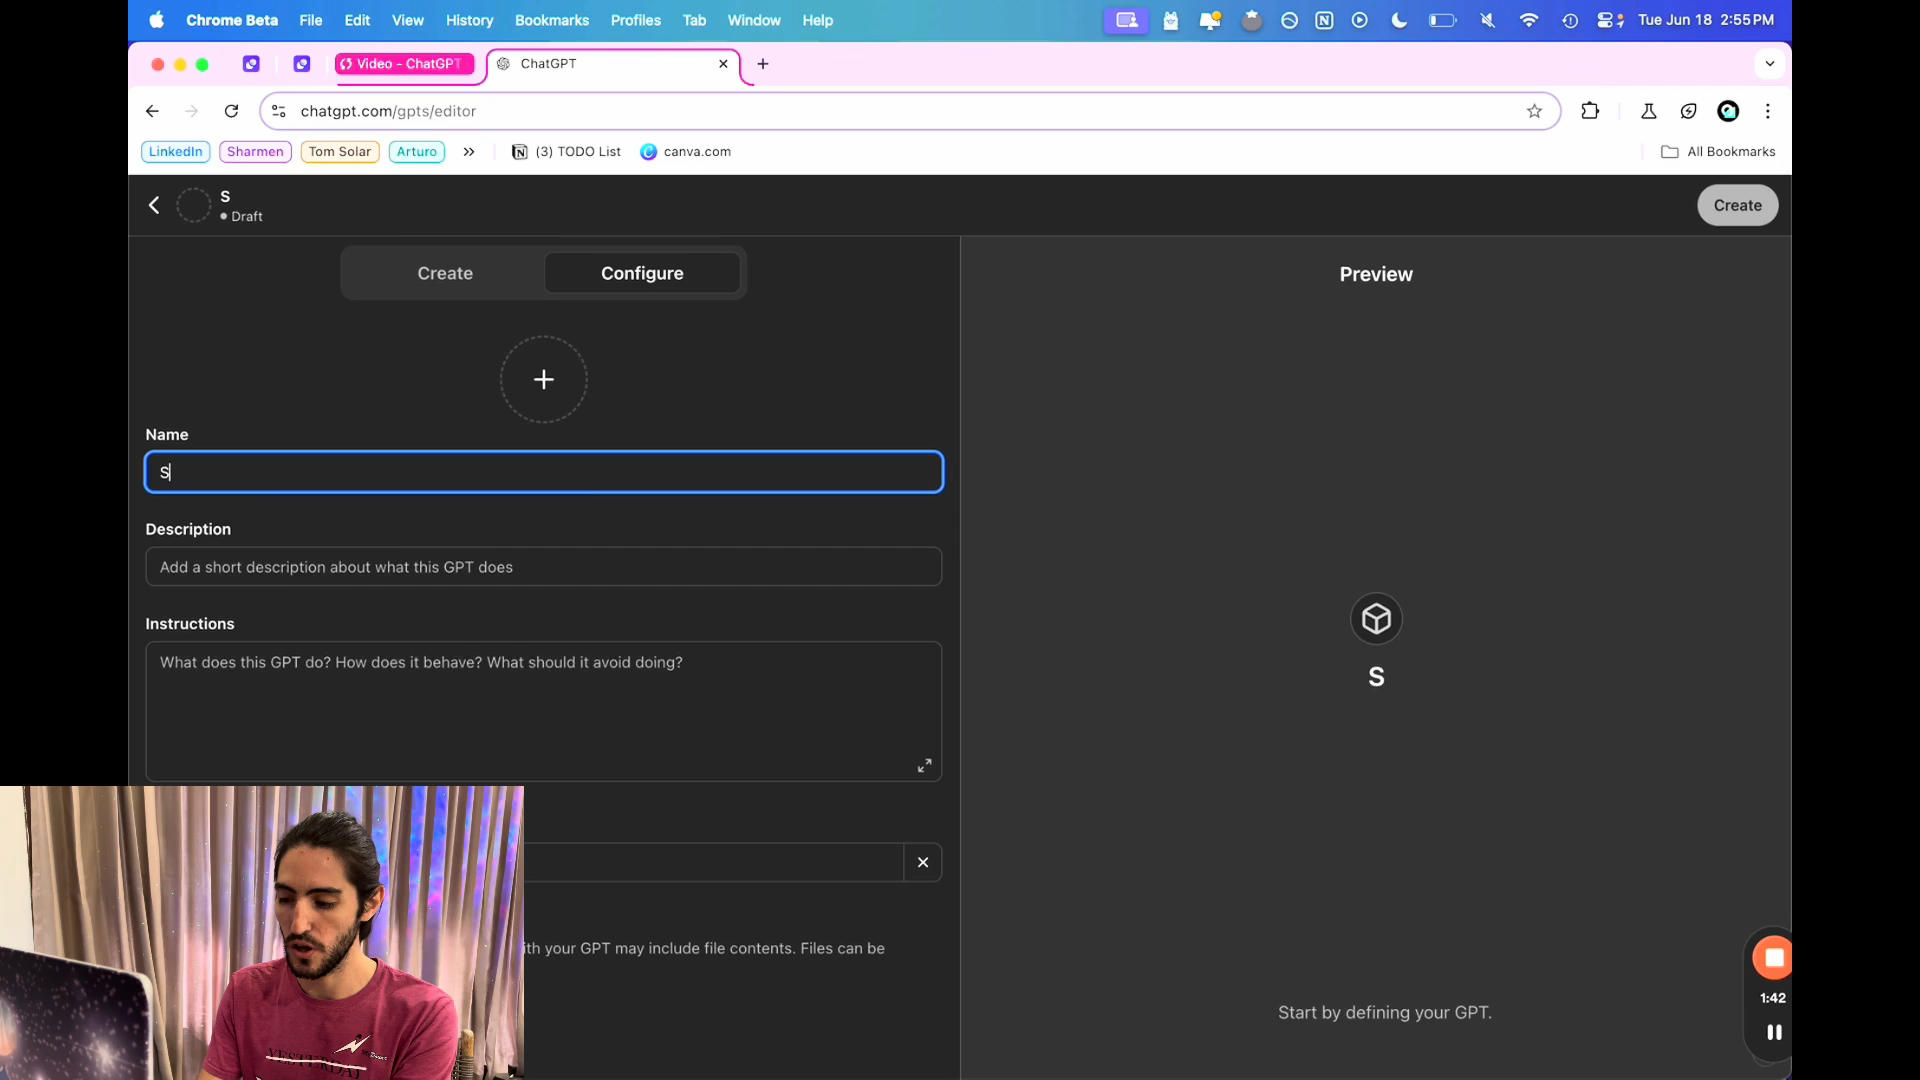 Chrome Beta File Edit View History Bookmarks Profiles Tab Window Help Tue Jun 18 2:55 PM
Video - ChatGPT ChatGPT
chatgpt.com/gpts/editor
LinkedIn Sharmen Tom Solar Arturo (3) TODO List canva.com All Bookmarks
S
Draft
Create
Create Configure
Preview
Name
S
Description
Add a short description about what this GPT does
Instructions
What does this GPT do? How does it behave? What should it avoid doing?
S
with your GPT may include file contents. Files can be
Start by defining your GPT.
1:42
YESTERDAY